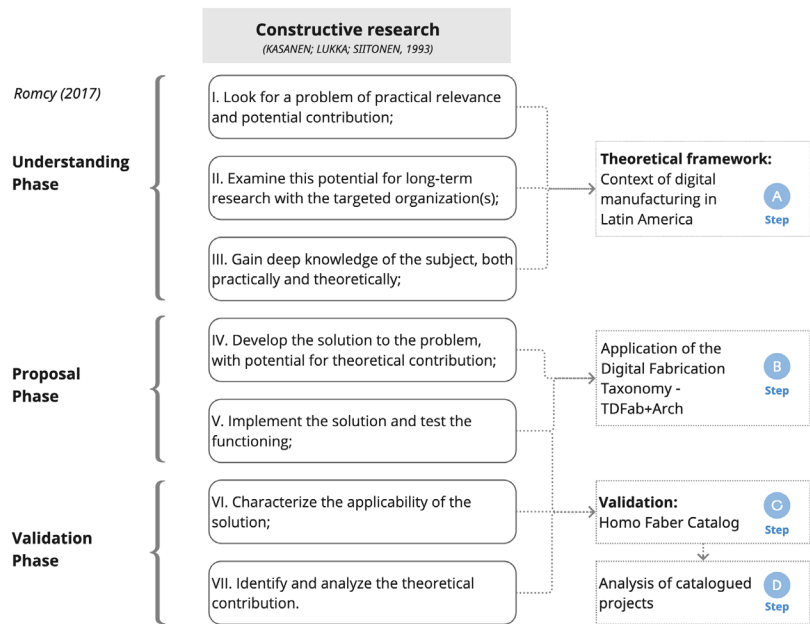 Constructive research
(KASANEN; LUKKA; SIITONEN, 1993)
Romcy (2017)
Understanding
Phase
I. Look for a problem of practical relevance
and potential contribution;
II. Examine this potential for long-term
research with the targeted organization(s);
III. Gain deep knowledge of the subject, both
practically and theoretically;
Theoretical framework:
Context of digital
manufacturing in
Latin America
A
Step
Proposal
Phase
IV. Develop the solution to the problem,
with potential for theoretical contribution;
V. Implement the solution and test the
functioning;
Application of the
Digital Fabrication
Taxonomy -
TDFab+Arch
B
Step
Validation
Phase
VI. Characterize the applicability of the
solution;
VII. Identify and analyze the theoretical
contribution.
Validation:
Homo Faber Catalog
C
Step
Analysis of catalogued
projects
D
Step